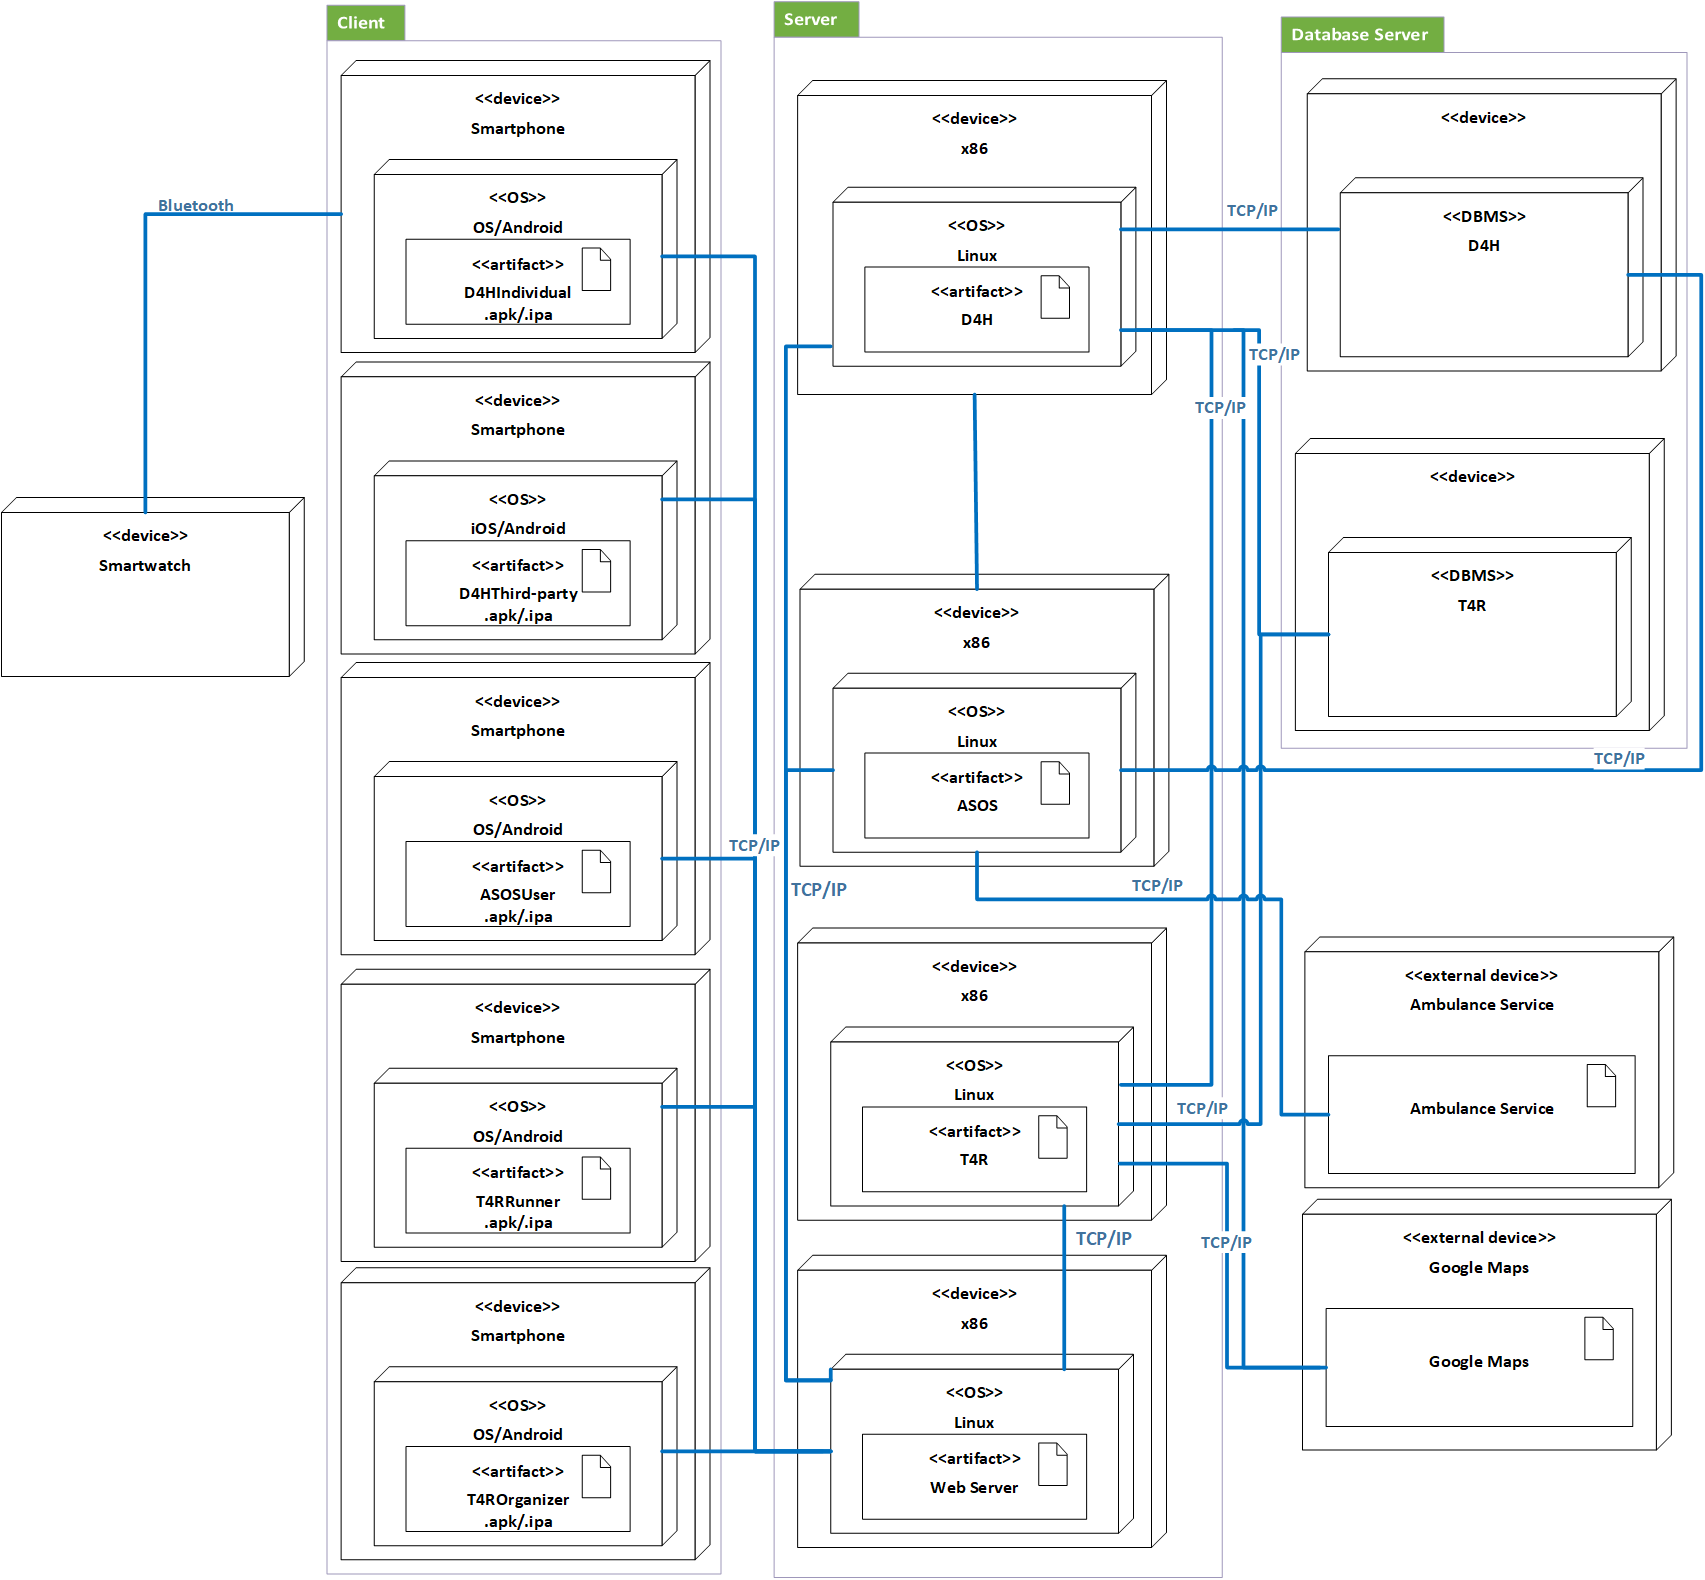 Client
<<device>>
Smartphone
<<OS>>
OS/Android
<<artifact>>
D4HIndividual
.apk/.ipa
<<device>>
Smartphone
<<OS>>
iOS/Android
<<artifact>>
D4HThird-party
.apk/.ipa
<<device>>
Smartphone
<<OS>>
OS/Android
<<artifact>>
ASOSUser
.apk/.ipa
<<device>>
Smartphone
<<OS>>
OS/Android
<<artifact>>
T4RRunner
.apk/.ipa
<<device>>
Smartphone
<<OS>>
OS/Android
<<artifact>>
T4ROrganizer
.apk/.ipa
Bluetooth
<<device>>
Smartwatch
TCP/IP
Server
<<device>>
x86
<<OS>>
Linux
<<artifact>>
D4H
<<device>>
x86
<<OS>>
Linux
<<artifact>>
ASOS
TCP/IP
<<device>>
x86
<<OS>>
Linux
<<artifact>>
T4R
TCP/IP
<<device>>
x86
<<OS>>
Linux
<<artifact>>
Web Server
TCP/IP
TCP/IP
TCP/IP
TCP/IP
TCP/IP
TCP/IP
TCP/IP
Database Server
<<device>>
<<DBMS>>
D4H
<<device>>
<<DBMS>>
T4R
<<external device>>
Ambulance Service
Ambulance Service
<<external device>>
Google Maps
Google Maps